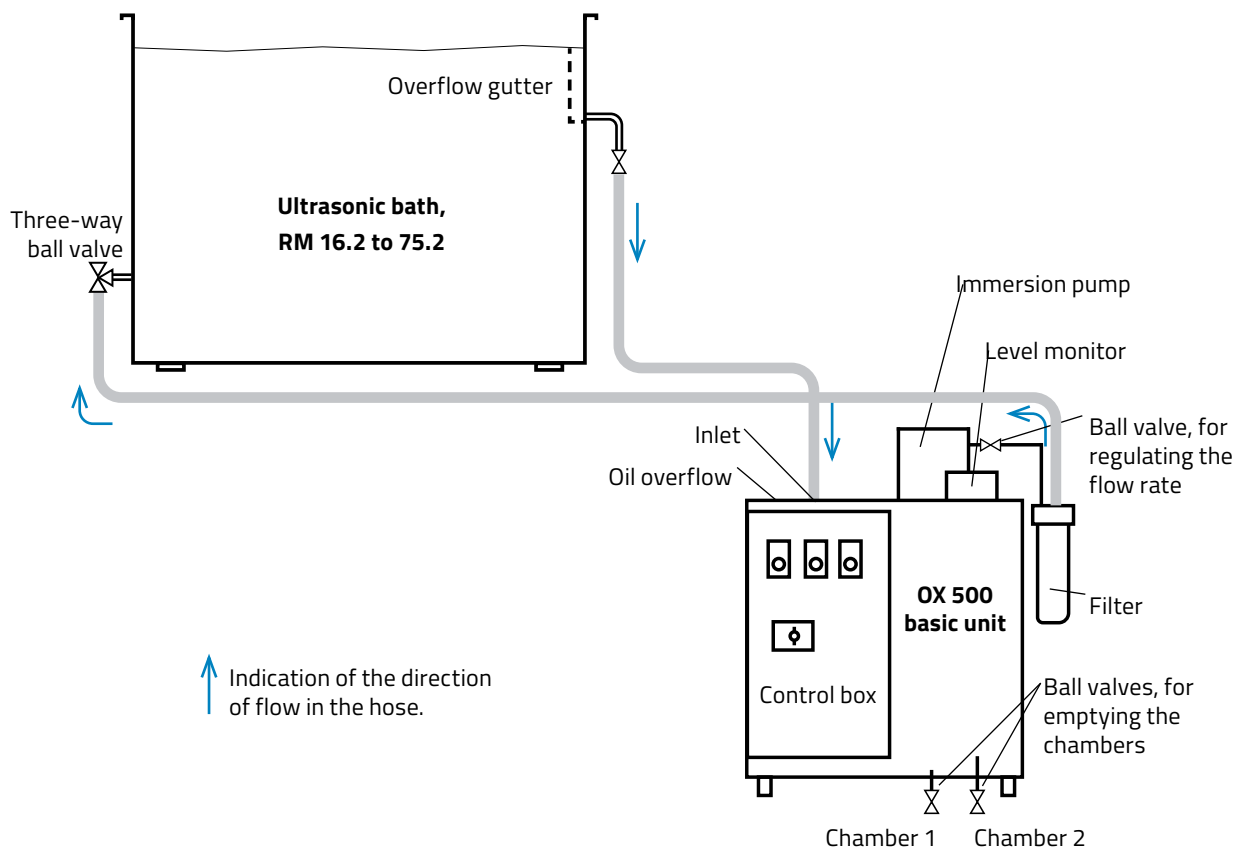 Overflow gutter
Ultrasonic bath,
RM 16.2 to 75.2
Three-way
ball valve
Immersion pump
Level monitor
Ball valve, for
regulating the
flow rate
Inlet
Oil overflow
OX 500
basic unit
Filter
Indication of the direction
of flow in the hose.
Control box
Ball valves, for
emptying the
chambers
Chamber 1
Chamber 2